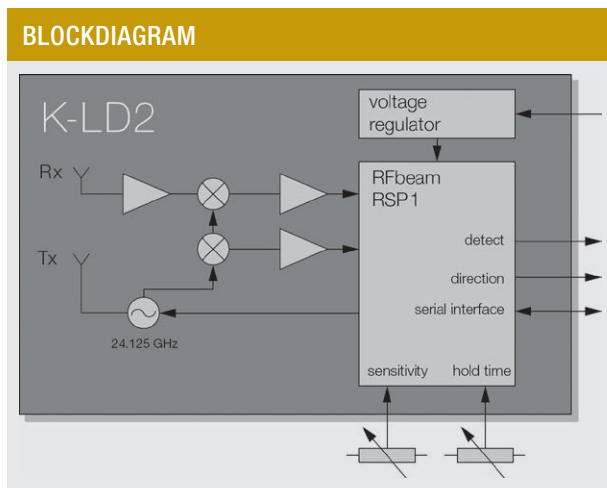 BLOCKDIAGRAM
K-LD2
voltage
regulator
Rx
RFbeam
RSP1
Tx
detect
direction
serial interface
24.125 GHz
sensitivity
hold time